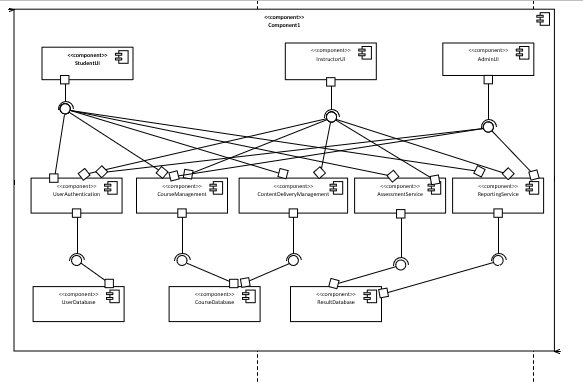 <<component>>
Component1
<<component>>
StudentUI
<<component>>
InstructorUI
<<component>>
AdminUI
<<component>>
UserAuthentication
<<component>>
CourseManagement
<<component>>
ContentDeliveryManagement
<<component>>
AssessmentService
<<component>>
ReportingService
<<component>>
UserDatabase
<<component>>
CourseDatabase
<<component>>
ResultDatabase